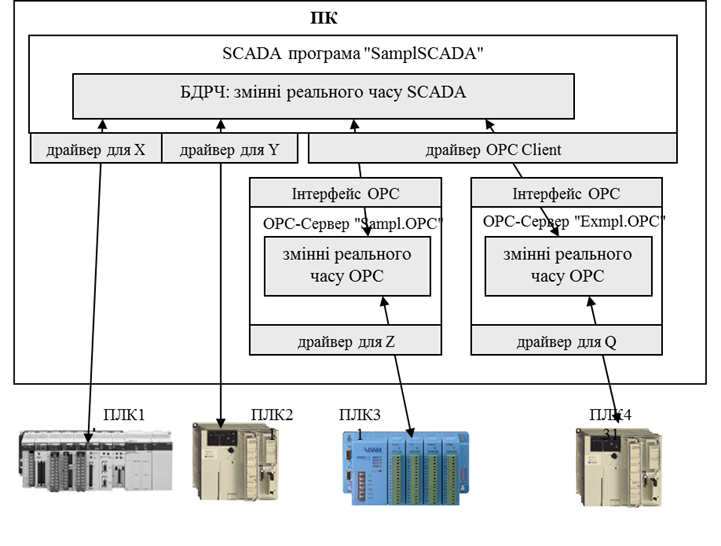 ПК
SCADA програма "SamplSCADA"
БДРЧ: змінні реального часу SCADA
драйвер для X
драйвер для Y
драйвер OPC Client
Інтерфейс OPC
Інтерфейс OPC
OPC-Сервер "Sampl.OPC"
OPC-Сервер "Exmpl.OPC"
змінні реального
часу OPC
змінні реального
часу OPC
драйвер для Z
драйвер для Q
ПЛК1
ПЛК2
ПЛК3
1
ПЛК4
31